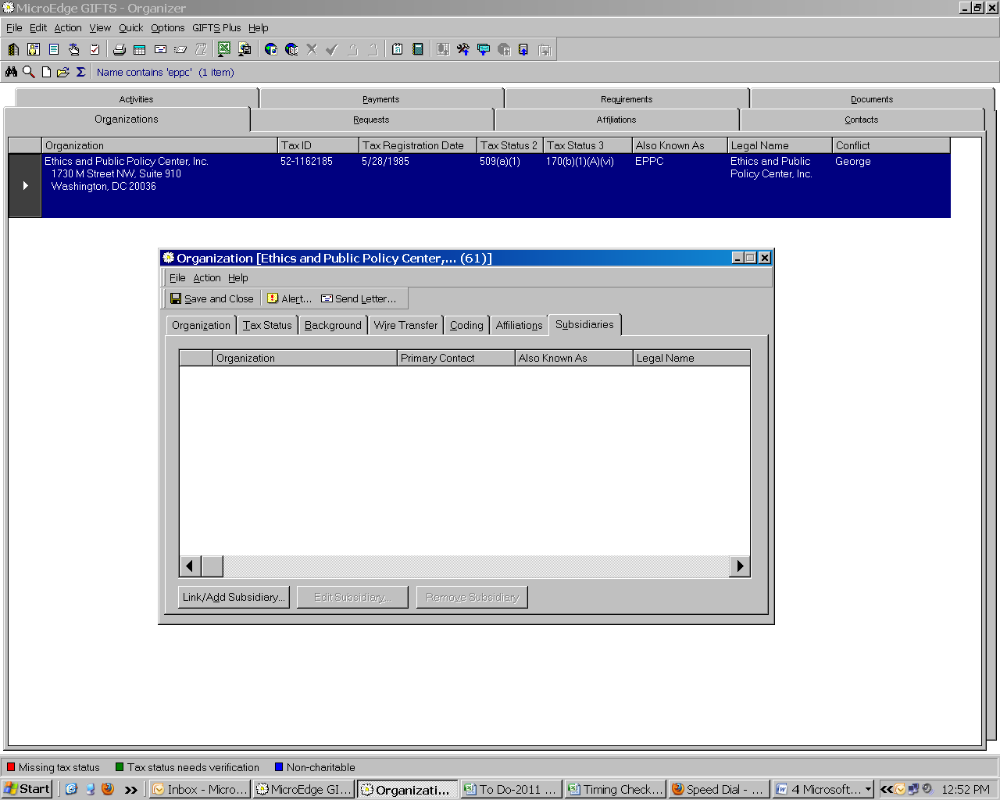 MicroEdge GIFTS - Organizer
File Edit Action View Quick Options GIFTS Plus Help
Name contains 'eppc' (1 item)
Activities Payments Requirements Documents
Organizations Requests Affiliations Contacts
Organization Tax ID Tax Registration Date Tax Status 2 Tax Status 3 Also Known As Legal Name Conflict
Ethics and Public Policy Center, Inc. 52-1162185 5/28/1985 509(a)(1) 170(b)(1)(A)(vi) EPPC Ethics and Public George
1730 M Street NW, Suite 910 Policy Center, Inc.
Washington, DC 20036
Organization [Ethics and Public Policy Center,... (61)]
File Action Help
Save and Close Alert... Send Letter...
Organization Tax Status Background Wire Transfer Coding Affiliations Subsidiaries
Organization Primary Contact Also Known As Legal Name
Link/Add Subsidiary... Edit Subsidiary... Remove Subsidiary
Missing tax status Tax status needs verification Non-charitable
Start Inbox - Micro... MicroEdge GI... Organizati... To Do-2011 ... Timing Check... Speed Dial - ... 4 Microsoft... 12:52 PM